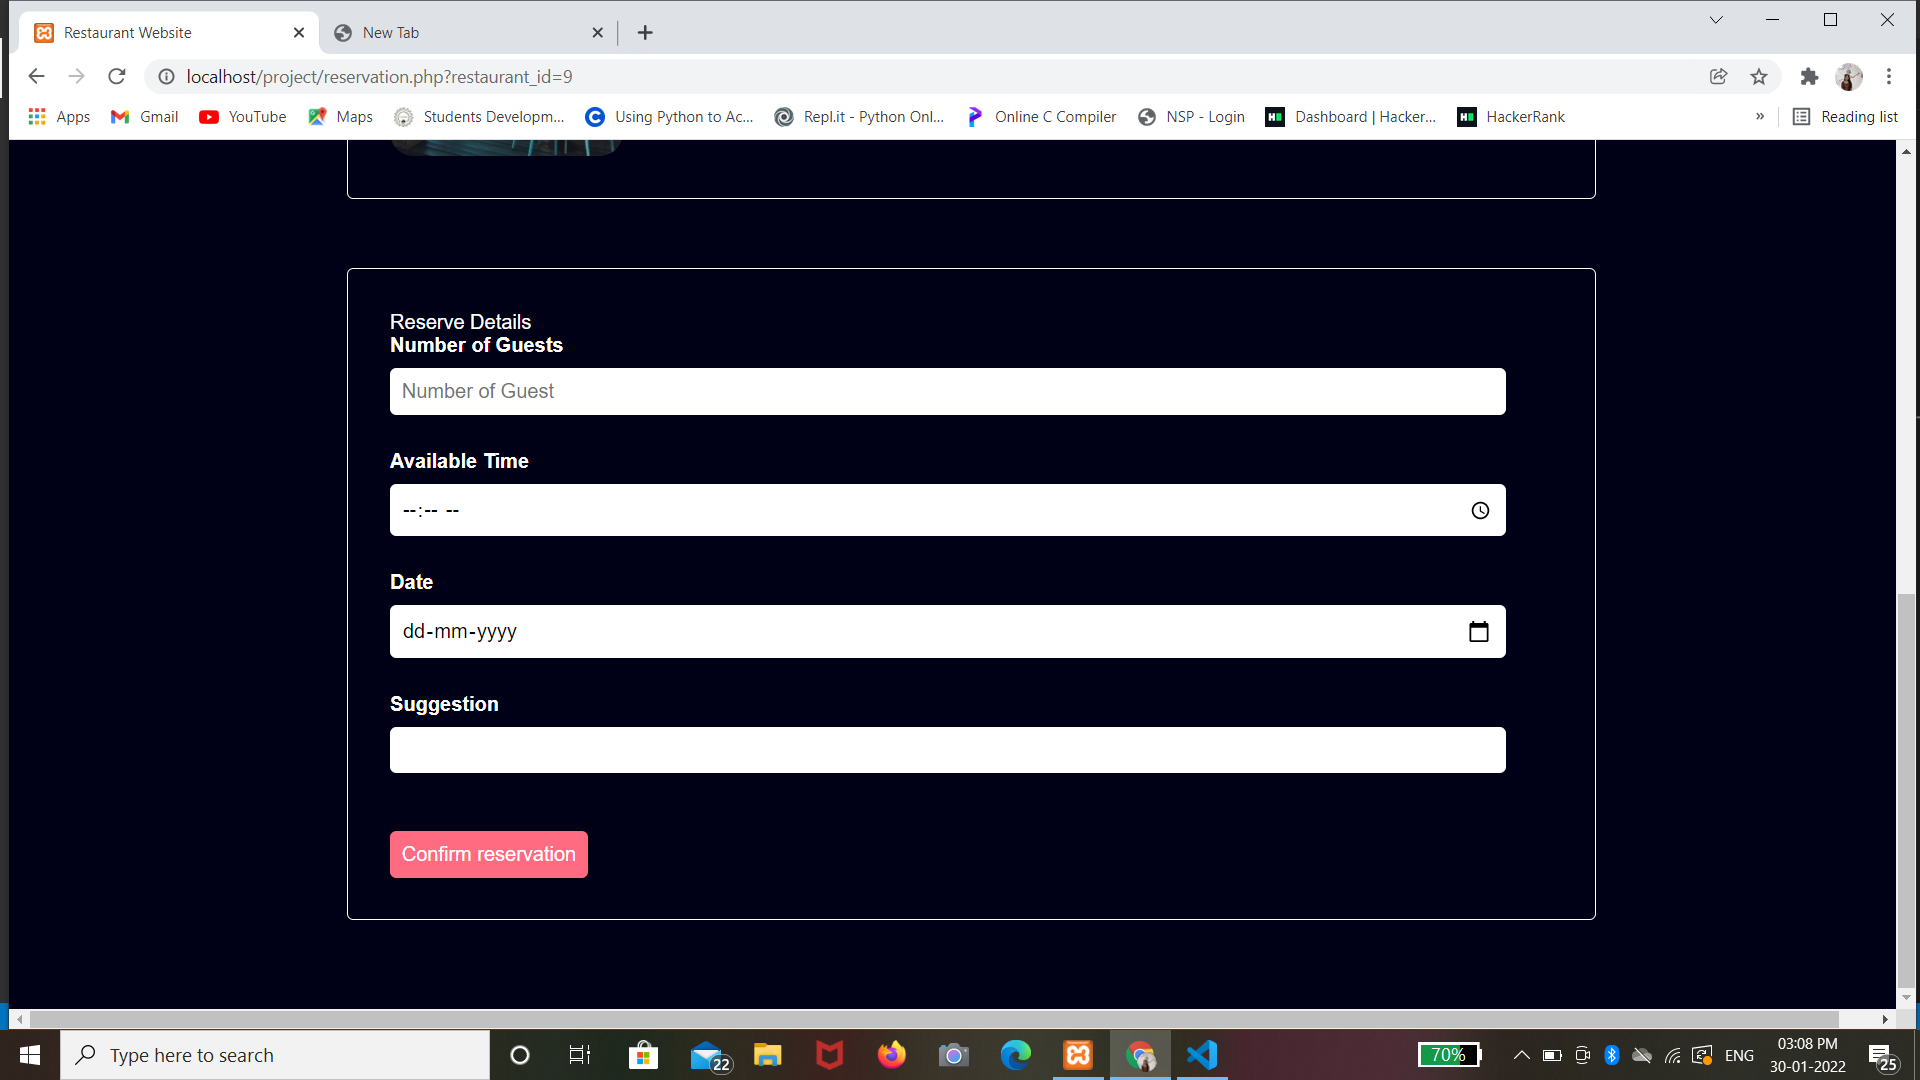 Restaurant Website
New Tab
localhost/project/reservation.php?restaurant_id=9
Apps
Gmail
YouTube
Maps
Students Developm...
Using Python to Ac...
Repl.it - Python Onl...
Online C Compiler
NSP - Login
Dashboard | Hacker...
HackerRank
»
Reading list
Reserve Details
Number of Guests
Number of Guest
Available Time
--:-- --
Date
dd-mm-yyyy
Suggestion
Confirm reservation
Type here to search
22
70%
ENG
03:08 PM
30-01-2022
25